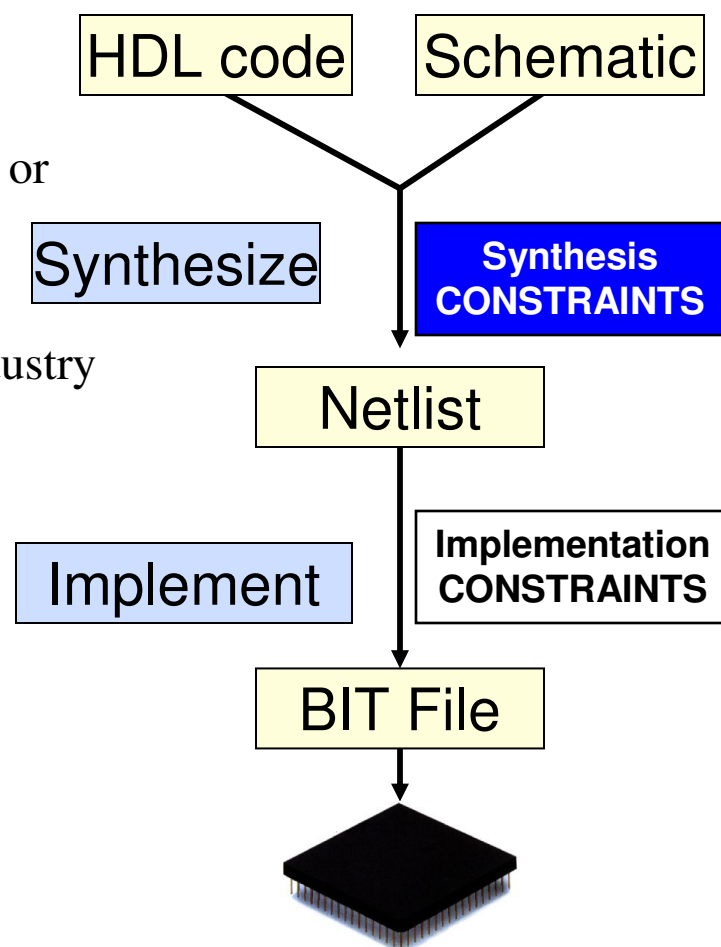 HDL code
Schematic
or
Synthesize
Synthesis
CONSTRAINTS
ustry
Netlist
Implement
Implementation
CONSTRAINTS
BIT File